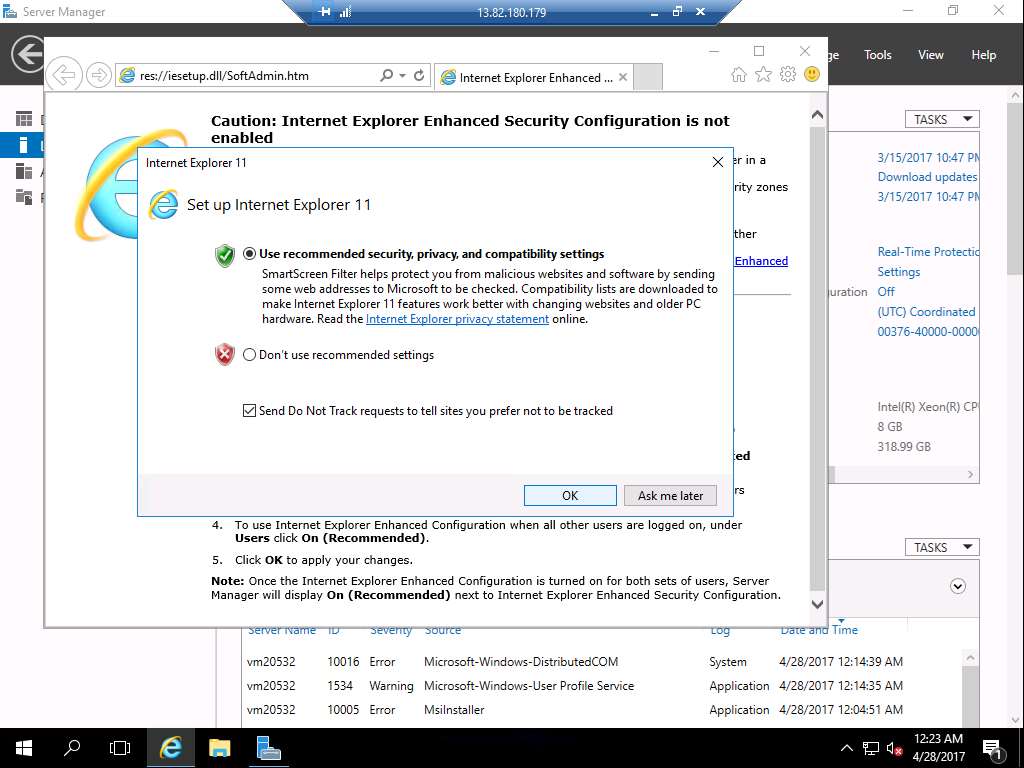 Server Manager
13.82.180.179
Tools
View
Help
res://iesetup.dll/SoftAdmin.htm
Internet Explorer Enhanced ...
Caution: Internet Explorer Enhanced Security Configuration is not
enabled
TASKS
Internet Explorer 11
Set up Internet Explorer 11
Use recommended security, privacy, and compatibility settings
SmartScreen Filter helps protect you from malicious websites and software by sending
some web addresses to Microsoft to be checked. Compatibility lists are downloaded to
make Internet Explorer 11 features work better with changing websites and older PC
hardware. Read the Internet Explorer privacy statement online.
Don't use recommended settings
Send Do Not Track requests to tell sites you prefer not to be tracked
OK
Ask me later
er in a
rity zones
ther
Enhanced
ted
rs
3/15/2017 10:47 PM
Download updates
3/15/2017 10:47 PM
Real-Time Protectio
Settings
uration Off
(UTC) Coordinated
00376-40000-0000
Intel(R) Xeon(R) CP
8 GB
318.99 GB
4. To use Internet Explorer Enhanced Configuration when all other users are logged on, under
Users click On (Recommended).
5. Click OK to apply your changes.
Note: Once the Internet Explorer Enhanced Configuration is turned on for both sets of users, Server
Manager will display On (Recommended) next to Internet Explorer Enhanced Security Configuration.
TASKS
Server Name ID Severity Source Log Date and Time
vm20532 10016 Error Microsoft-Windows-DistributedCOM System 4/28/2017 12:14:39 AM
vm20532 1534 Warning Microsoft-Windows-User Profile Service Application 4/28/2017 12:14:35 AM
vm20532 10005 Error MsiInstaller Application 4/28/2017 12:04:51 AM
12:23 AM
4/28/2017
1